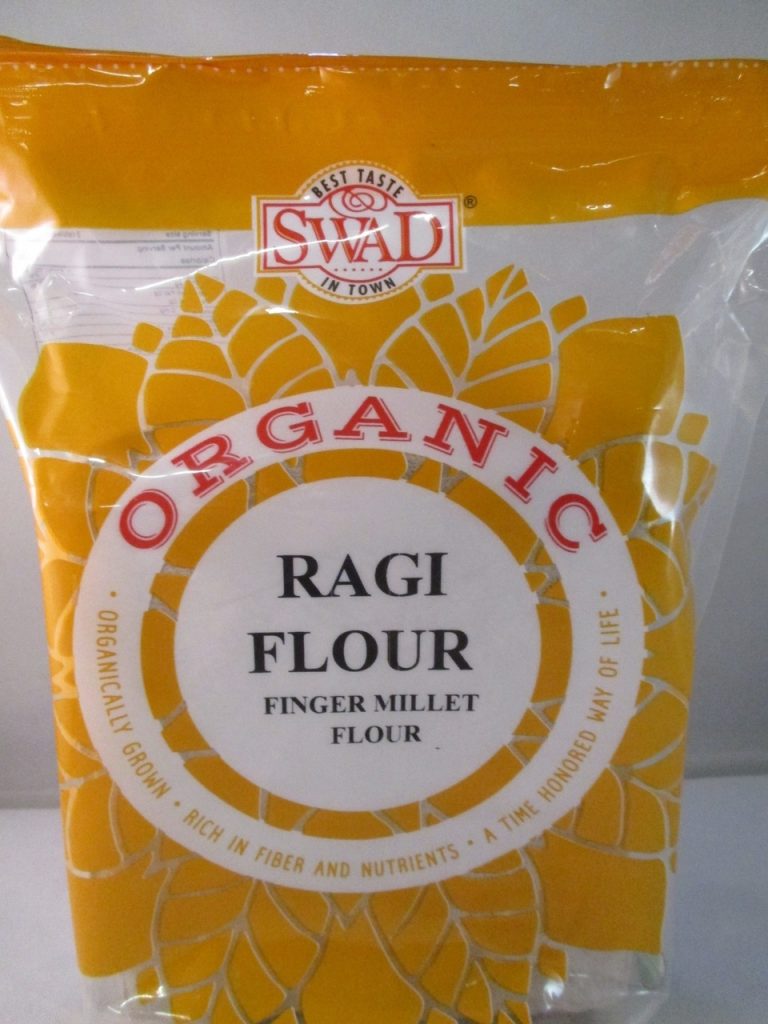 BEST TASTE
SWAD®
IN TOWN
ORGANIC
RAGI
FLOUR
FINGER MILLET
FLOUR
• ORGANICALLY GROWN • RICH IN FIBER AND NUTRIENTS • A TIME HONORED WAY OF LIFE •